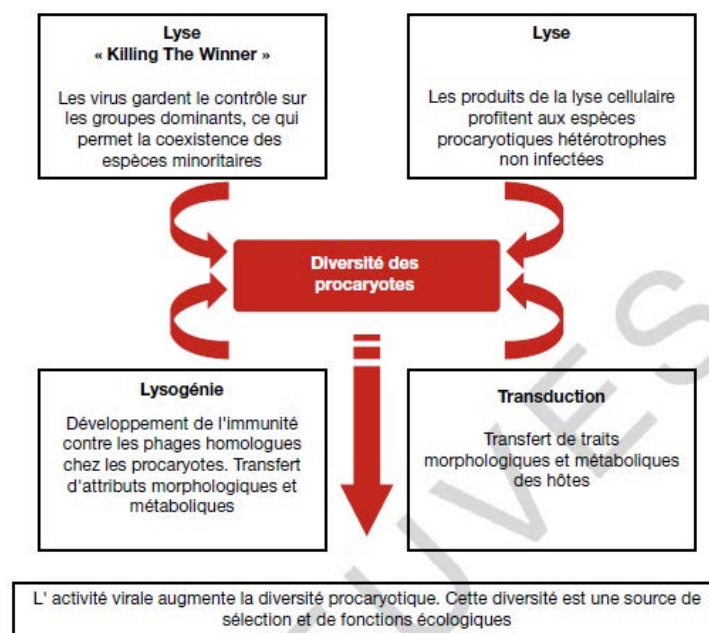 Lyse
« Killing The Winner »
Les virus gardent le contrôle sur
les groupes dominants, ce qui
permet la coexistence des
espèces minoritaires
Lyse
Les produits de la lyse cellulaire
profitent aux espèces
procaryotiques hétérotrophes
non infectées
Diversité des
procaryotes
Lysogénie
Développement de l'immunité
contre les phages homologues
chez les procaryotes. Transfert
d'attributs morphologiques et
métaboliques
Transduction
Transfert de traits
morphologiques et métaboliques
des hôtes
L' activité virale augmente la diversité procaryotique. Cette diversité est une source de
sélection et de fonctions écologiques
UVES